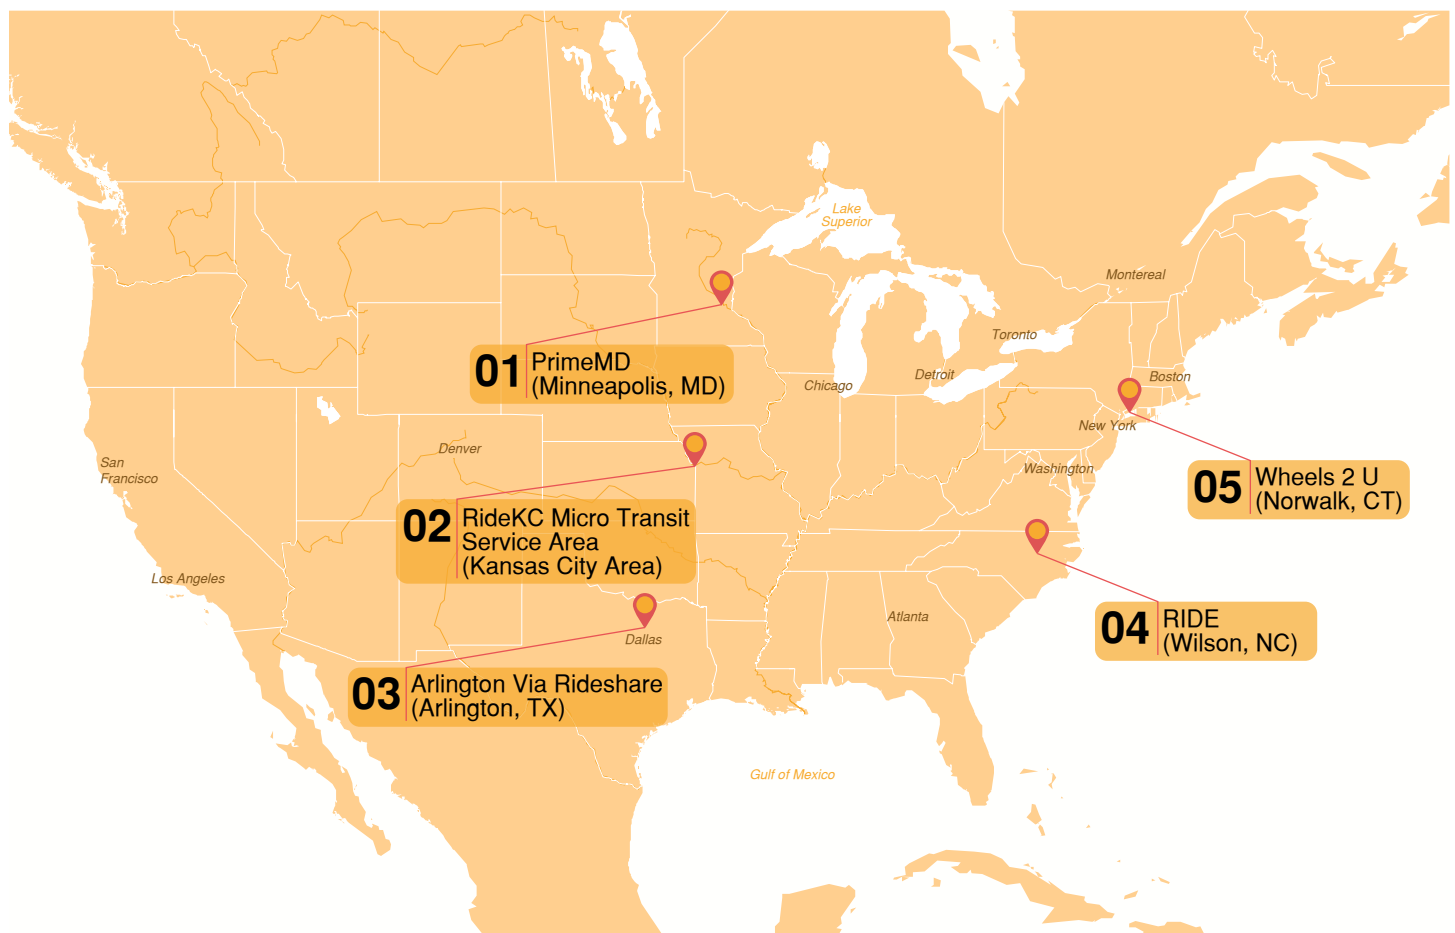 Lake
Superior
Montereal
Toronto
01
PrimeMD
(Minneapolis, MD)
Chicago
Detroit
Boston
New York
San
Francisco
Denver
Washington
05
Wheels 2 U
(Norwalk, CT)
02
RideKC Micro Transit
Service Area
(Kansas City Area)
Los Angeles
Atlanta
04
RIDE
(Wilson, NC)
Dallas
03
Arlington Via Rideshare
(Arlington, TX)
Gulf of Mexico